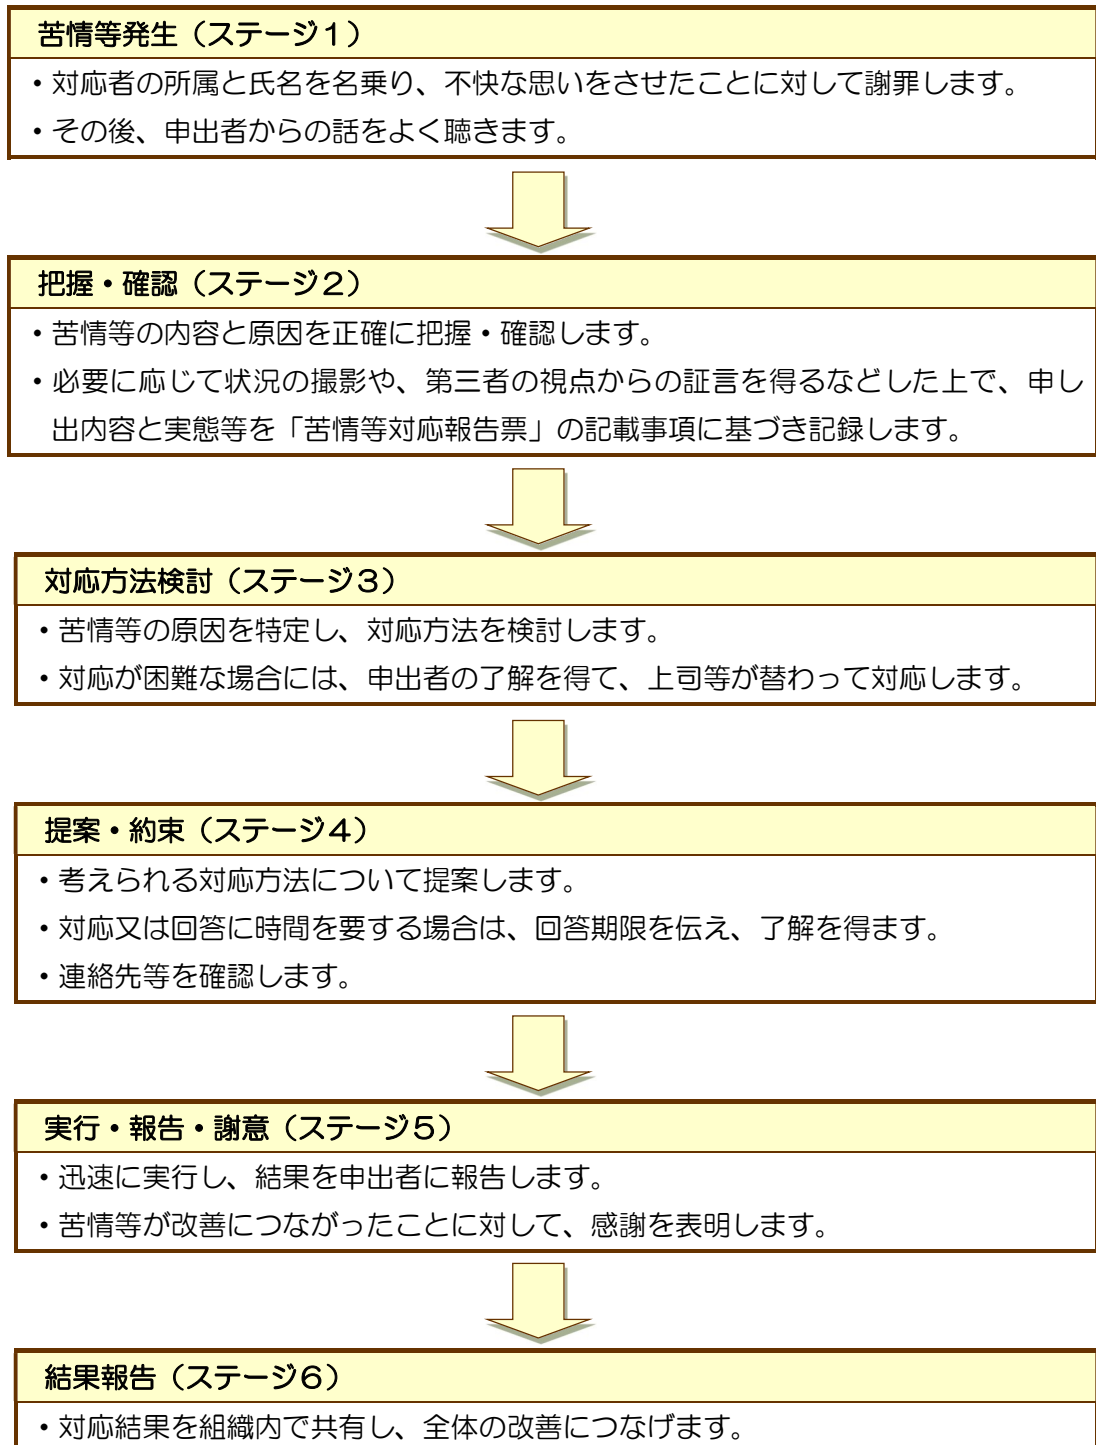 苦情等発生（ステージ１）
・対応者の所属と氏名を名乗り、不快な思いをさせたことに対して謝罪します。
・その後、申出者からの話をよく聴きます。
把握・確認（ステージ２）
・苦情等の内容と原因を正確に把握・確認します。
・必要に応じて状況の撮影や、第三者の視点からの証言を得るなどした上で、申し
出内容と実態等を「苦情等対応報告票」の記載事項に基づき記録します。
対応方法検討（ステージ３）
・苦情等の原因を特定し、対応方法を検討します。
・対応が困難な場合には、申出者の了解を得て、上司等が替わって対応します。
提案・約束（ステージ４）
・考えられる対応方法について提案します。
・対応又は回答に時間を要する場合は、回答期限を伝え、了解を得ます。
・連絡先等を確認します。
実行・報告・謝意（ステージ５）
・迅速に実行し、結果を申出者に報告します。
・苦情等が改善につながったことに対して、感謝を表明します。
結果報告（ステージ６）
・対応結果を組織内で共有し、全体の改善につなげます。